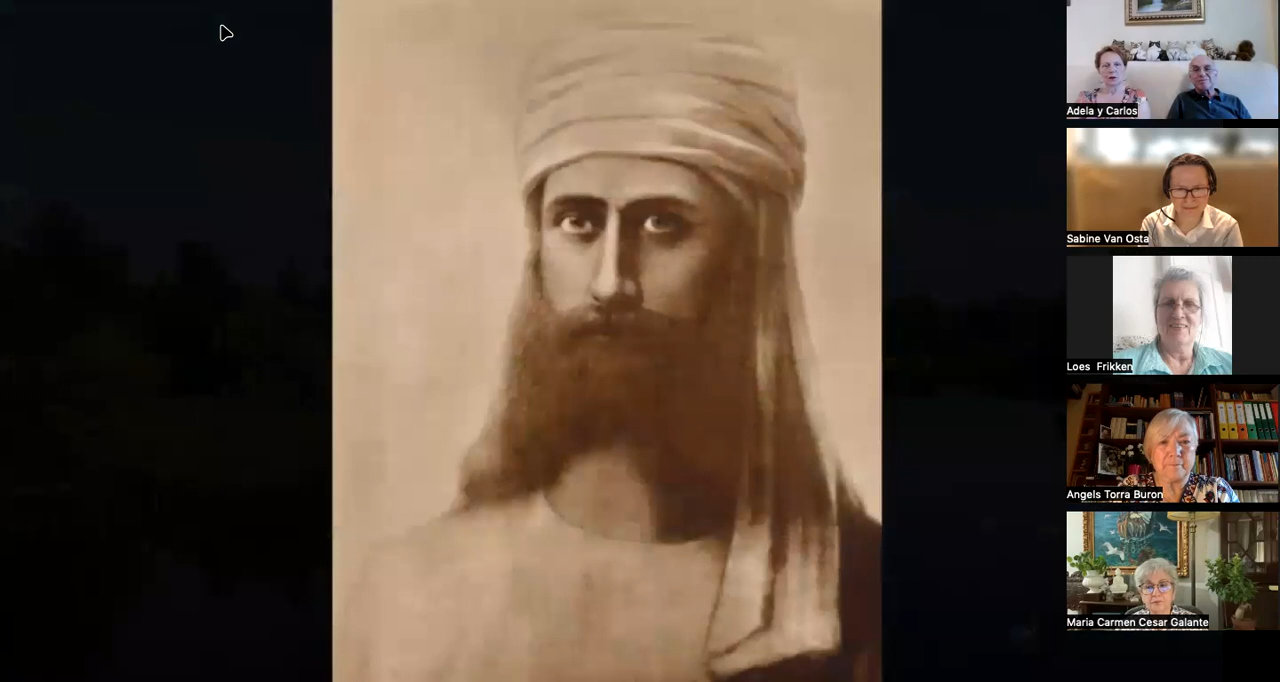 Adela y Carlos
Sabine Van Osta
Loes Frikken
Angels Torra Buron
Maria Carmen Cesar Galante